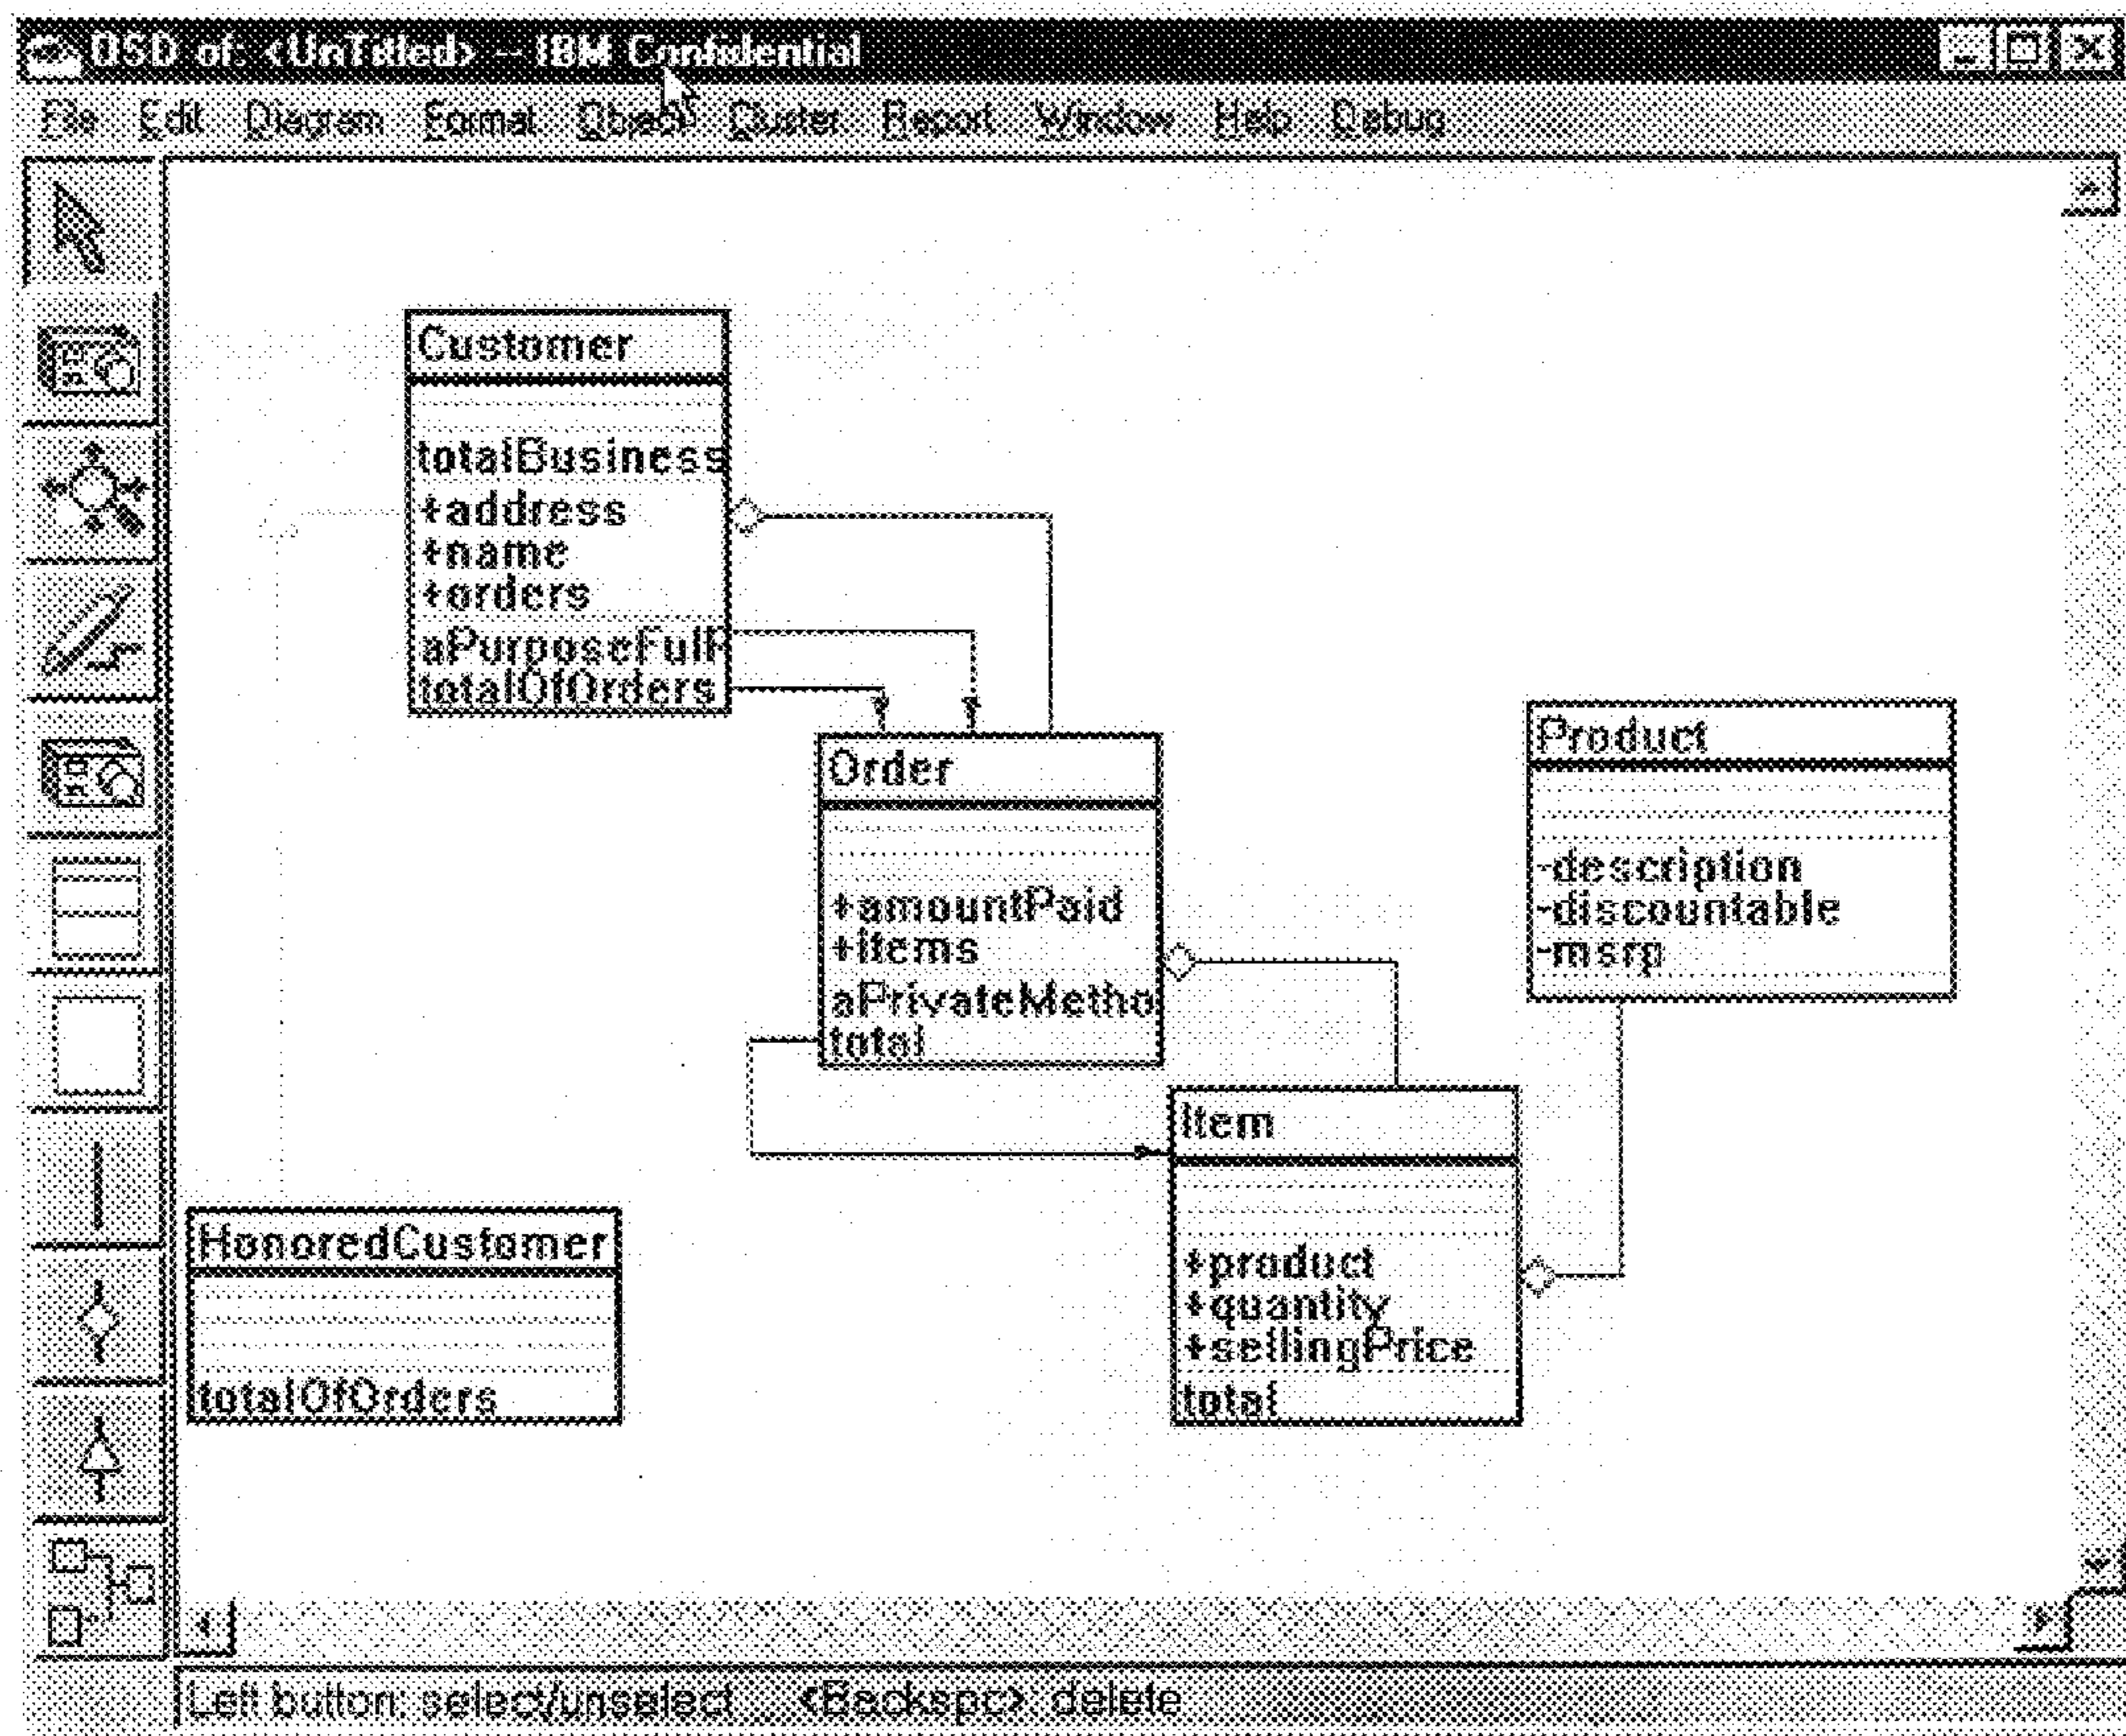 OSD of: <UnTitled> -- IBM Confidential
File Edit Diagram Format Object Cluster Report Window Help Debug
Customer
totalBusiness
+address
+name
+orders
aPurposeFulR
totalOfOrders
Order
+amountPaid
+items
aPrivateMetho
total
Product
-description
-discountable
-msrp
Item
+product
+quantity
+sellingPrice
total
HonoredCustomer
totalOfOrders
Left button: select/unselect <Backspc>: delete